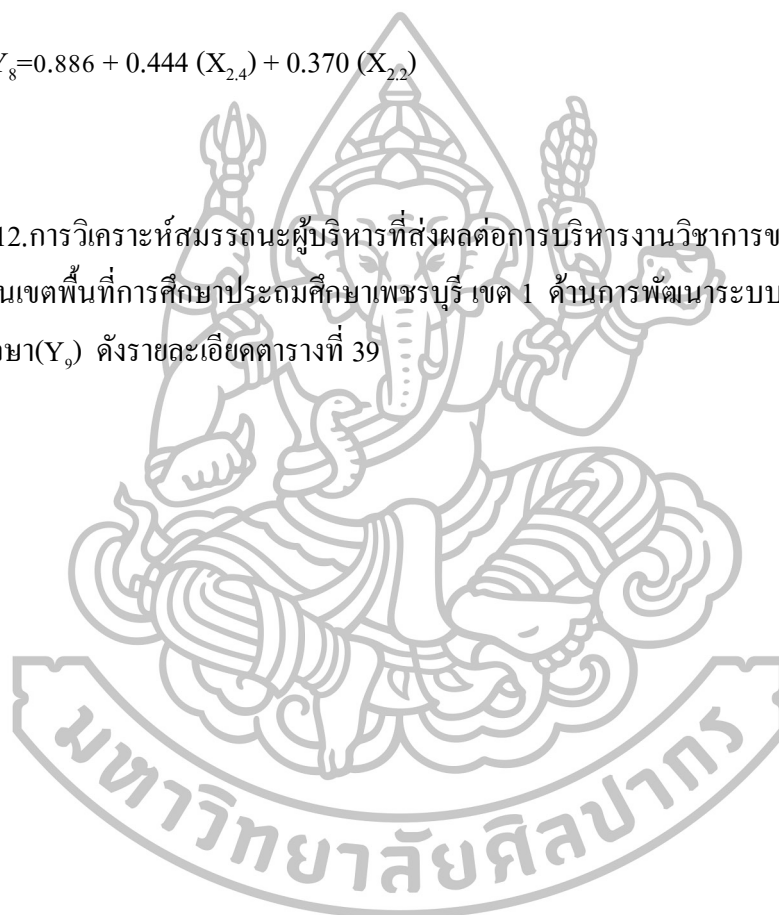 Y₈=0.886 + 0.444 (X₂.₄) + 0.370 (X₂.₂)
12.การวิเคราะห์สมรรถนะผู้บริหารที่ส่งผลต่อการบริหารงานวิชาการข
นเขตพื้นที่การศึกษาประถมศึกษาเพชรบุรี เขต 1 ด้านการพัฒนาระบบ
ษา(Y₉) ดังรายละเอียดตารางที่ 39
มหาวิทยาลัยศิลปากร